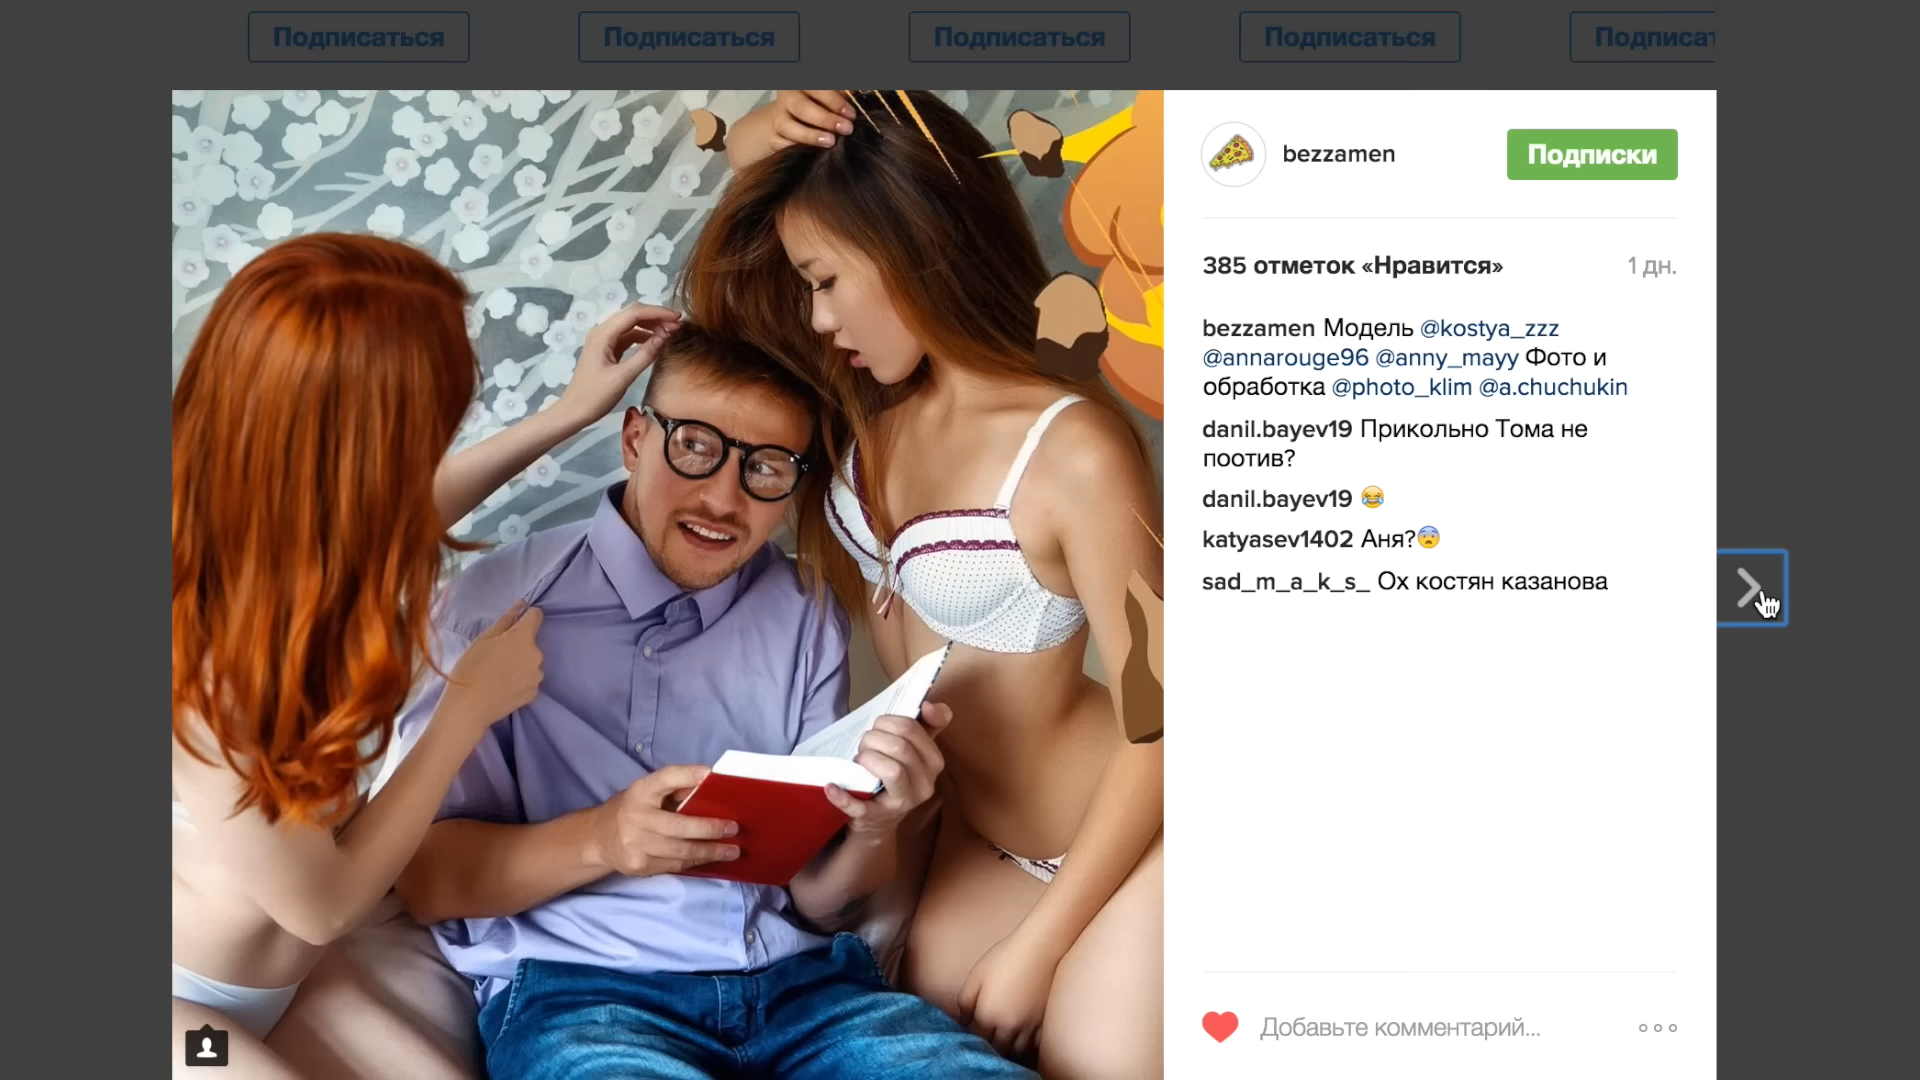 Подписаться Подписаться Подписаться Подписаться Подписат
bezzamen Подписки
385 отметок «Нравится» 1 дн.
bezzamen Модель @kostya_zzz
@annarouge96 @anny_mayy Фото и
обработка @photo_klim @a.chuchukin
danil.bayev19 Прикольно Тома не
поотив?
danil.bayev19 😂
katyasev1402 Аня?😨
sad_m_a_k_s_ Ох костян казанова
Добавьте комментарий...